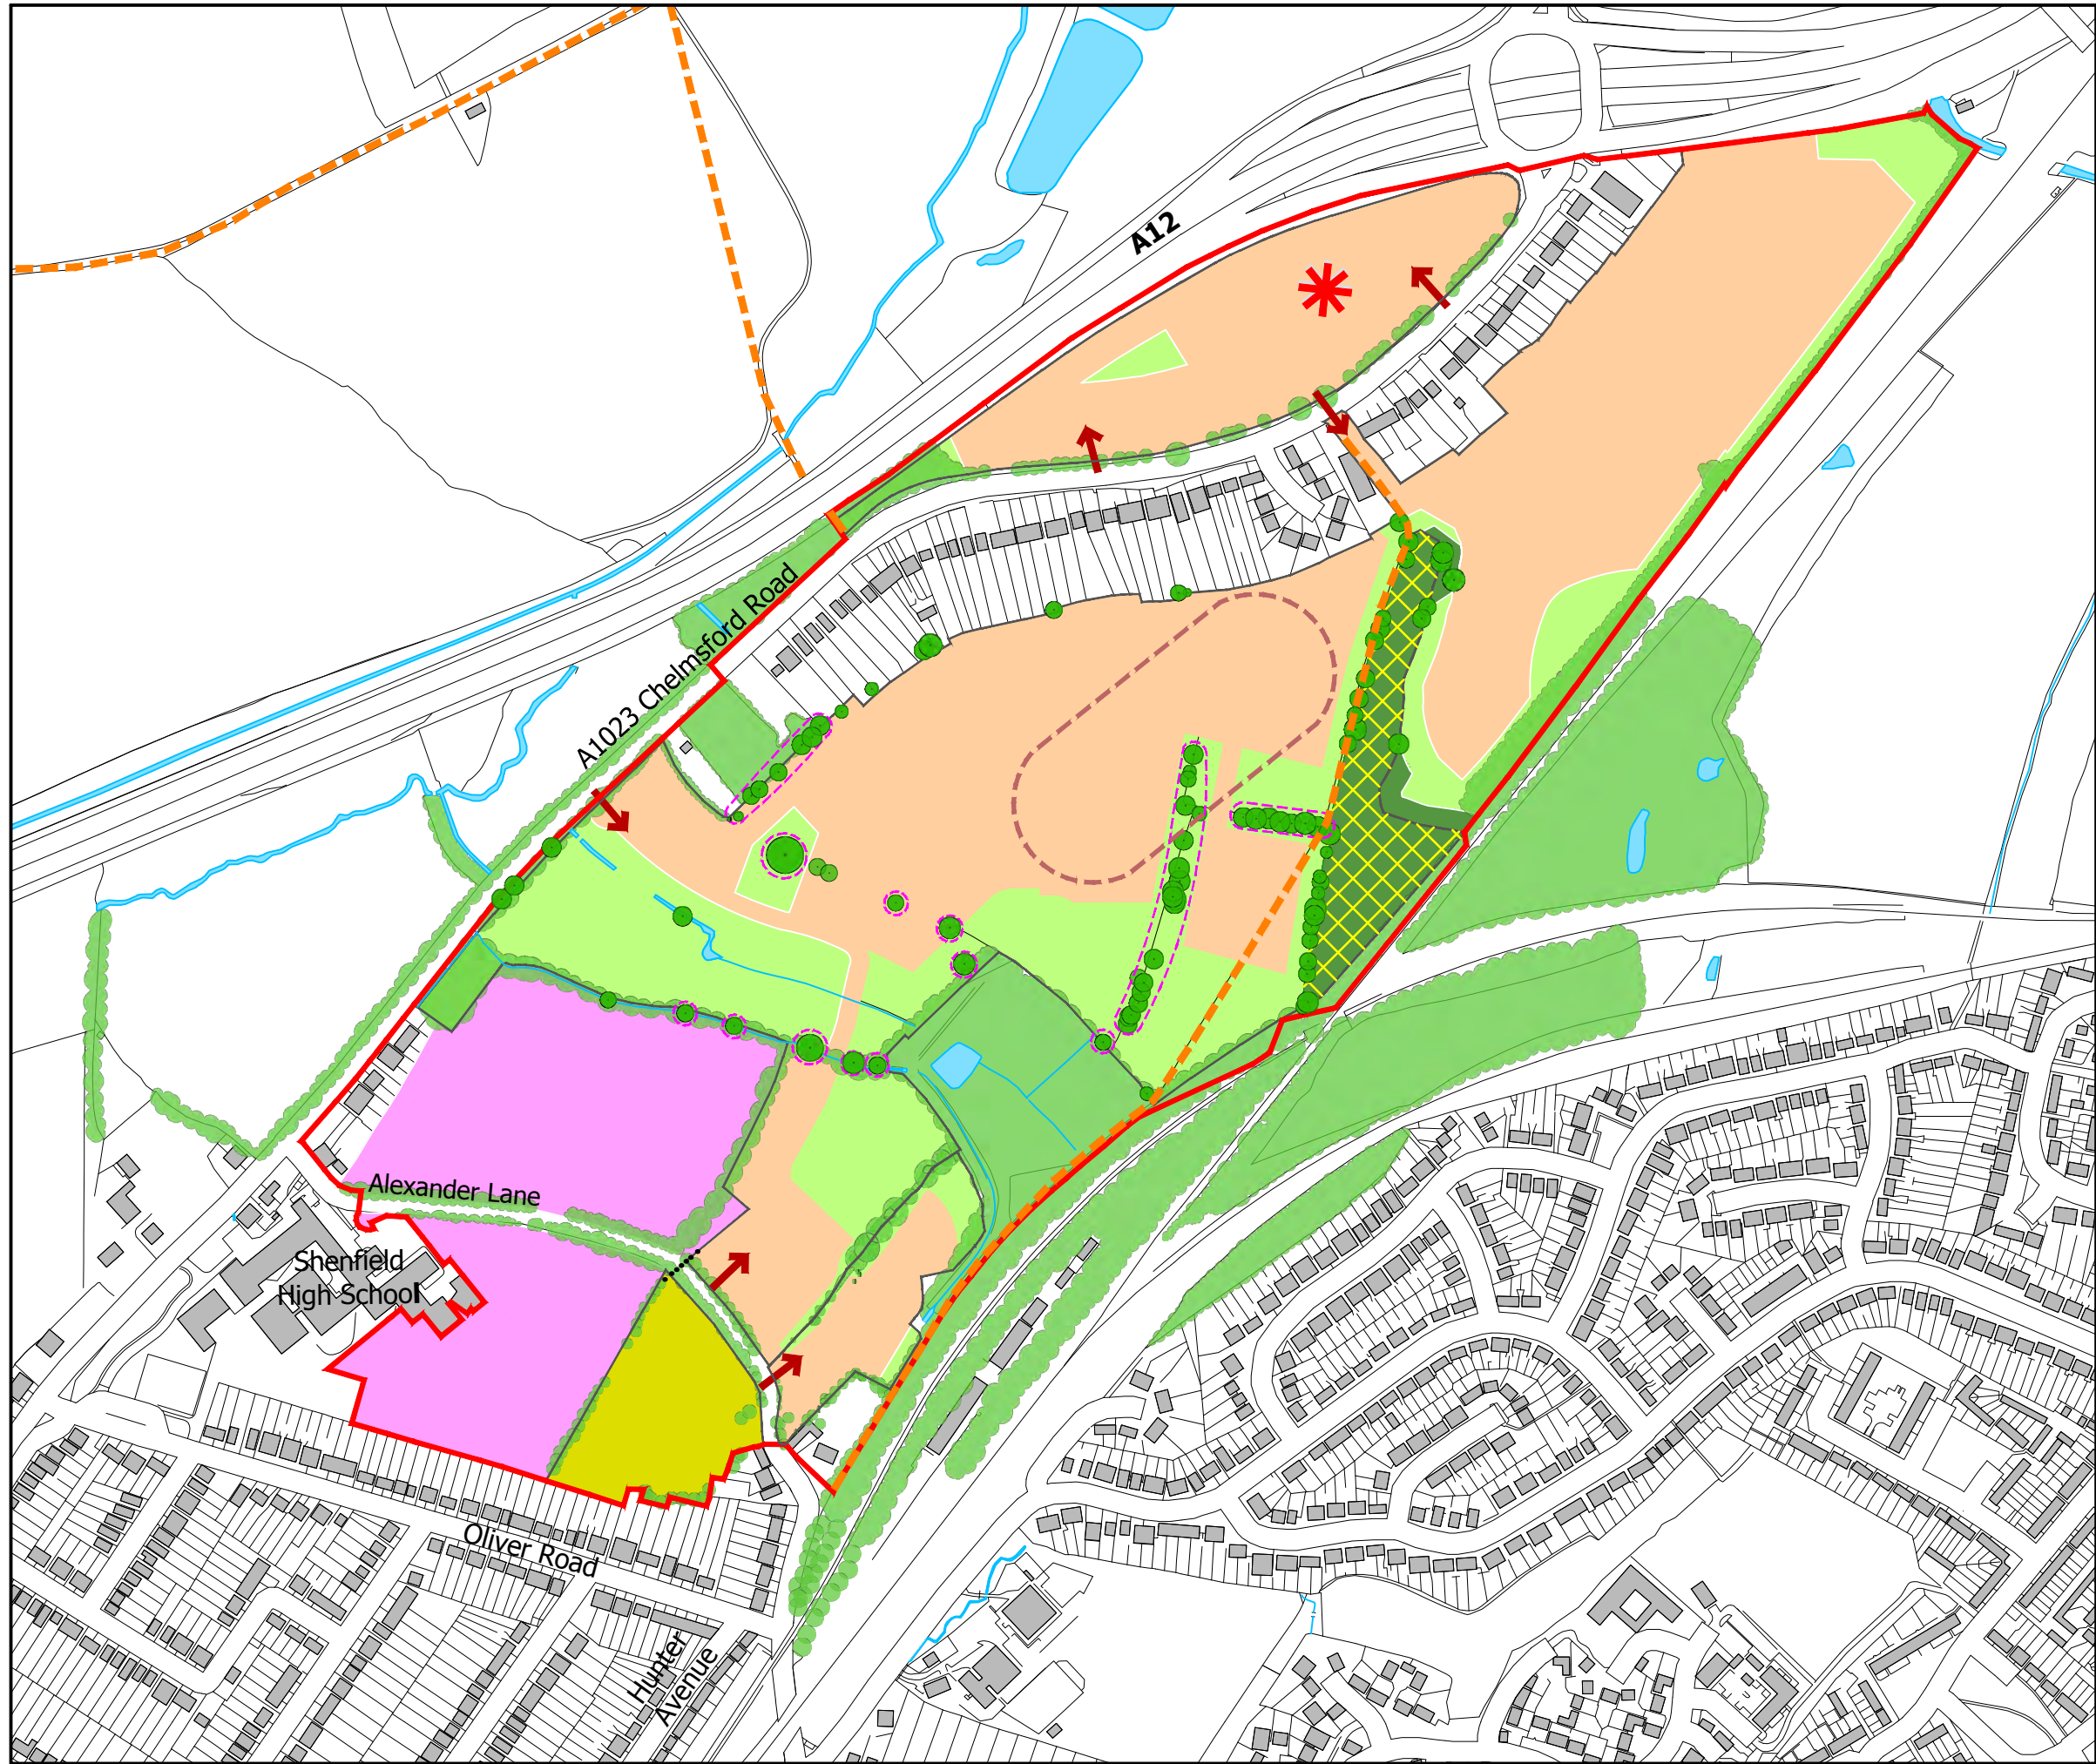 A12
A1023 Chelmsford Road
Alexander Lane
Shenfield
High School
Oliver Road
Hunter
Avenue